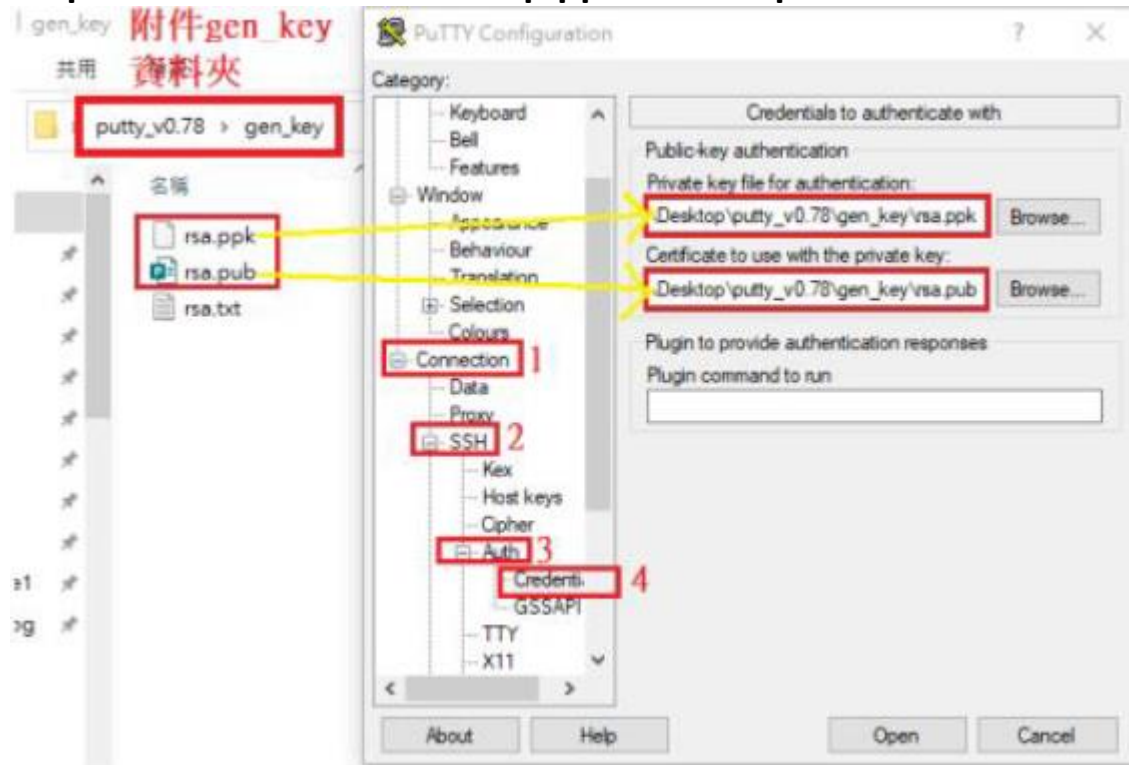 gen_key
附件gen_key
資料夾
共用
putty_v0.78 › gen_key
名稱
rsa.ppk
rsa.pub
rsa.txt
PuTTY Configuration
? ×
Category:
Keyboard
Bell
Features
Window
Appearance
Behaviour
Translation
Selection
Colours
Connection 1
Data
Proxy
SSH 2
Kex
Host keys
Cipher
Auth 3
Credenti 4
GSSAPI
TTY
X11
Credentials to authenticate with
Public-key authentication
Private key file for authentication:
Desktop\putty_v0.78\gen_key\rsa.ppk Browse...
Certificate to use with the private key:
Desktop\putty_v0.78\gen_key\rsa.pub Browse...
Plugin to provide authentication responses
Plugin command to run
About Help Open Cancel